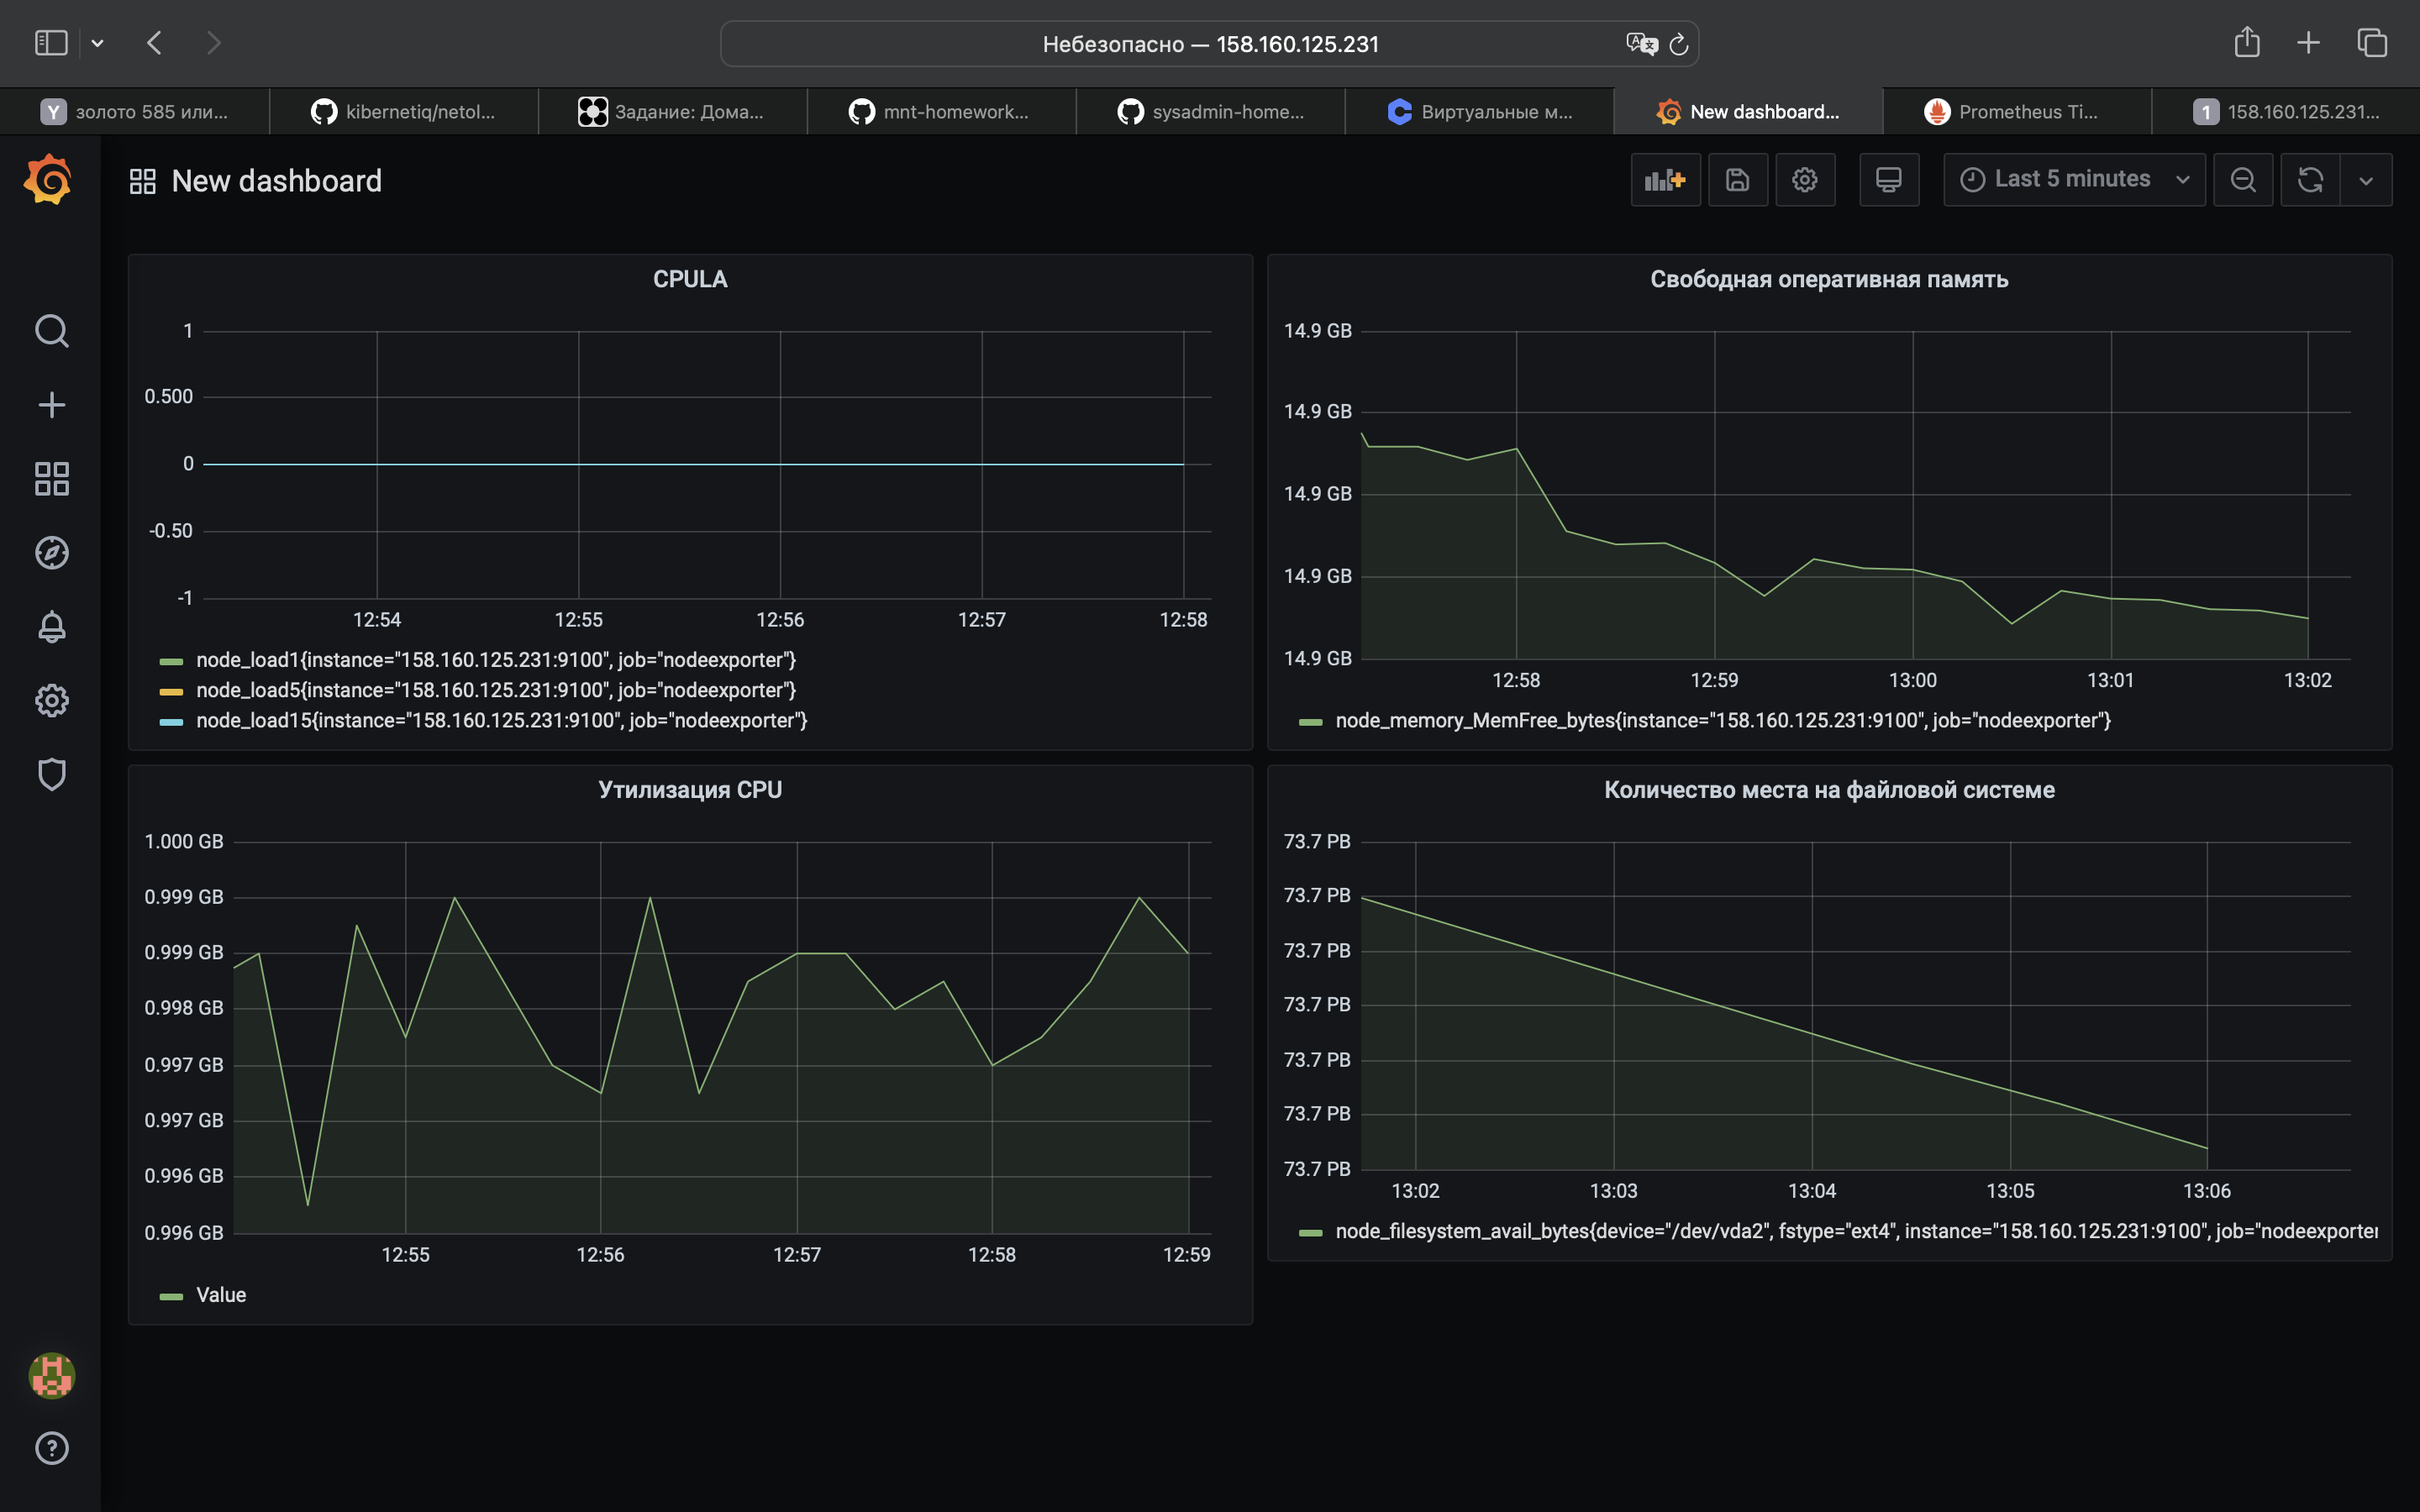 Небезопасно — 158.160.125.231
Y золото 585 или...
kibernetiq/netol...
Задание: Дома...
mnt-homework...
sysadmin-home...
Виртуальные м...
New dashboard...
Prometheus Ti...
1 158.160.125.231...
New dashboard
Last 5 minutes
CPULA
1
0.500
0
-0.50
-1
12:54 12:55 12:56 12:57 12:58
node_load1{instance="158.160.125.231:9100", job="nodeexporter"}
node_load5{instance="158.160.125.231:9100", job="nodeexporter"}
node_load15{instance="158.160.125.231:9100", job="nodeexporter"}
Свободная оперативная память
14.9 GB
14.9 GB
14.9 GB
14.9 GB
14.9 GB
12:58 12:59 13:00 13:01 13:02
node_memory_MemFree_bytes{instance="158.160.125.231:9100", job="nodeexporter"}
Утилизация CPU
1.000 GB
0.999 GB
0.999 GB
0.998 GB
0.997 GB
0.997 GB
0.996 GB
0.996 GB
12:55 12:56 12:57 12:58 12:59
Value
Количество места на файловой системе
73.7 PB
73.7 PB
73.7 PB
73.7 PB
73.7 PB
73.7 PB
73.7 PB
13:02 13:03 13:04 13:05 13:06
node_filesystem_avail_bytes{device="/dev/vda2", fstype="ext4", instance="158.160.125.231:9100", job="nodeexporter